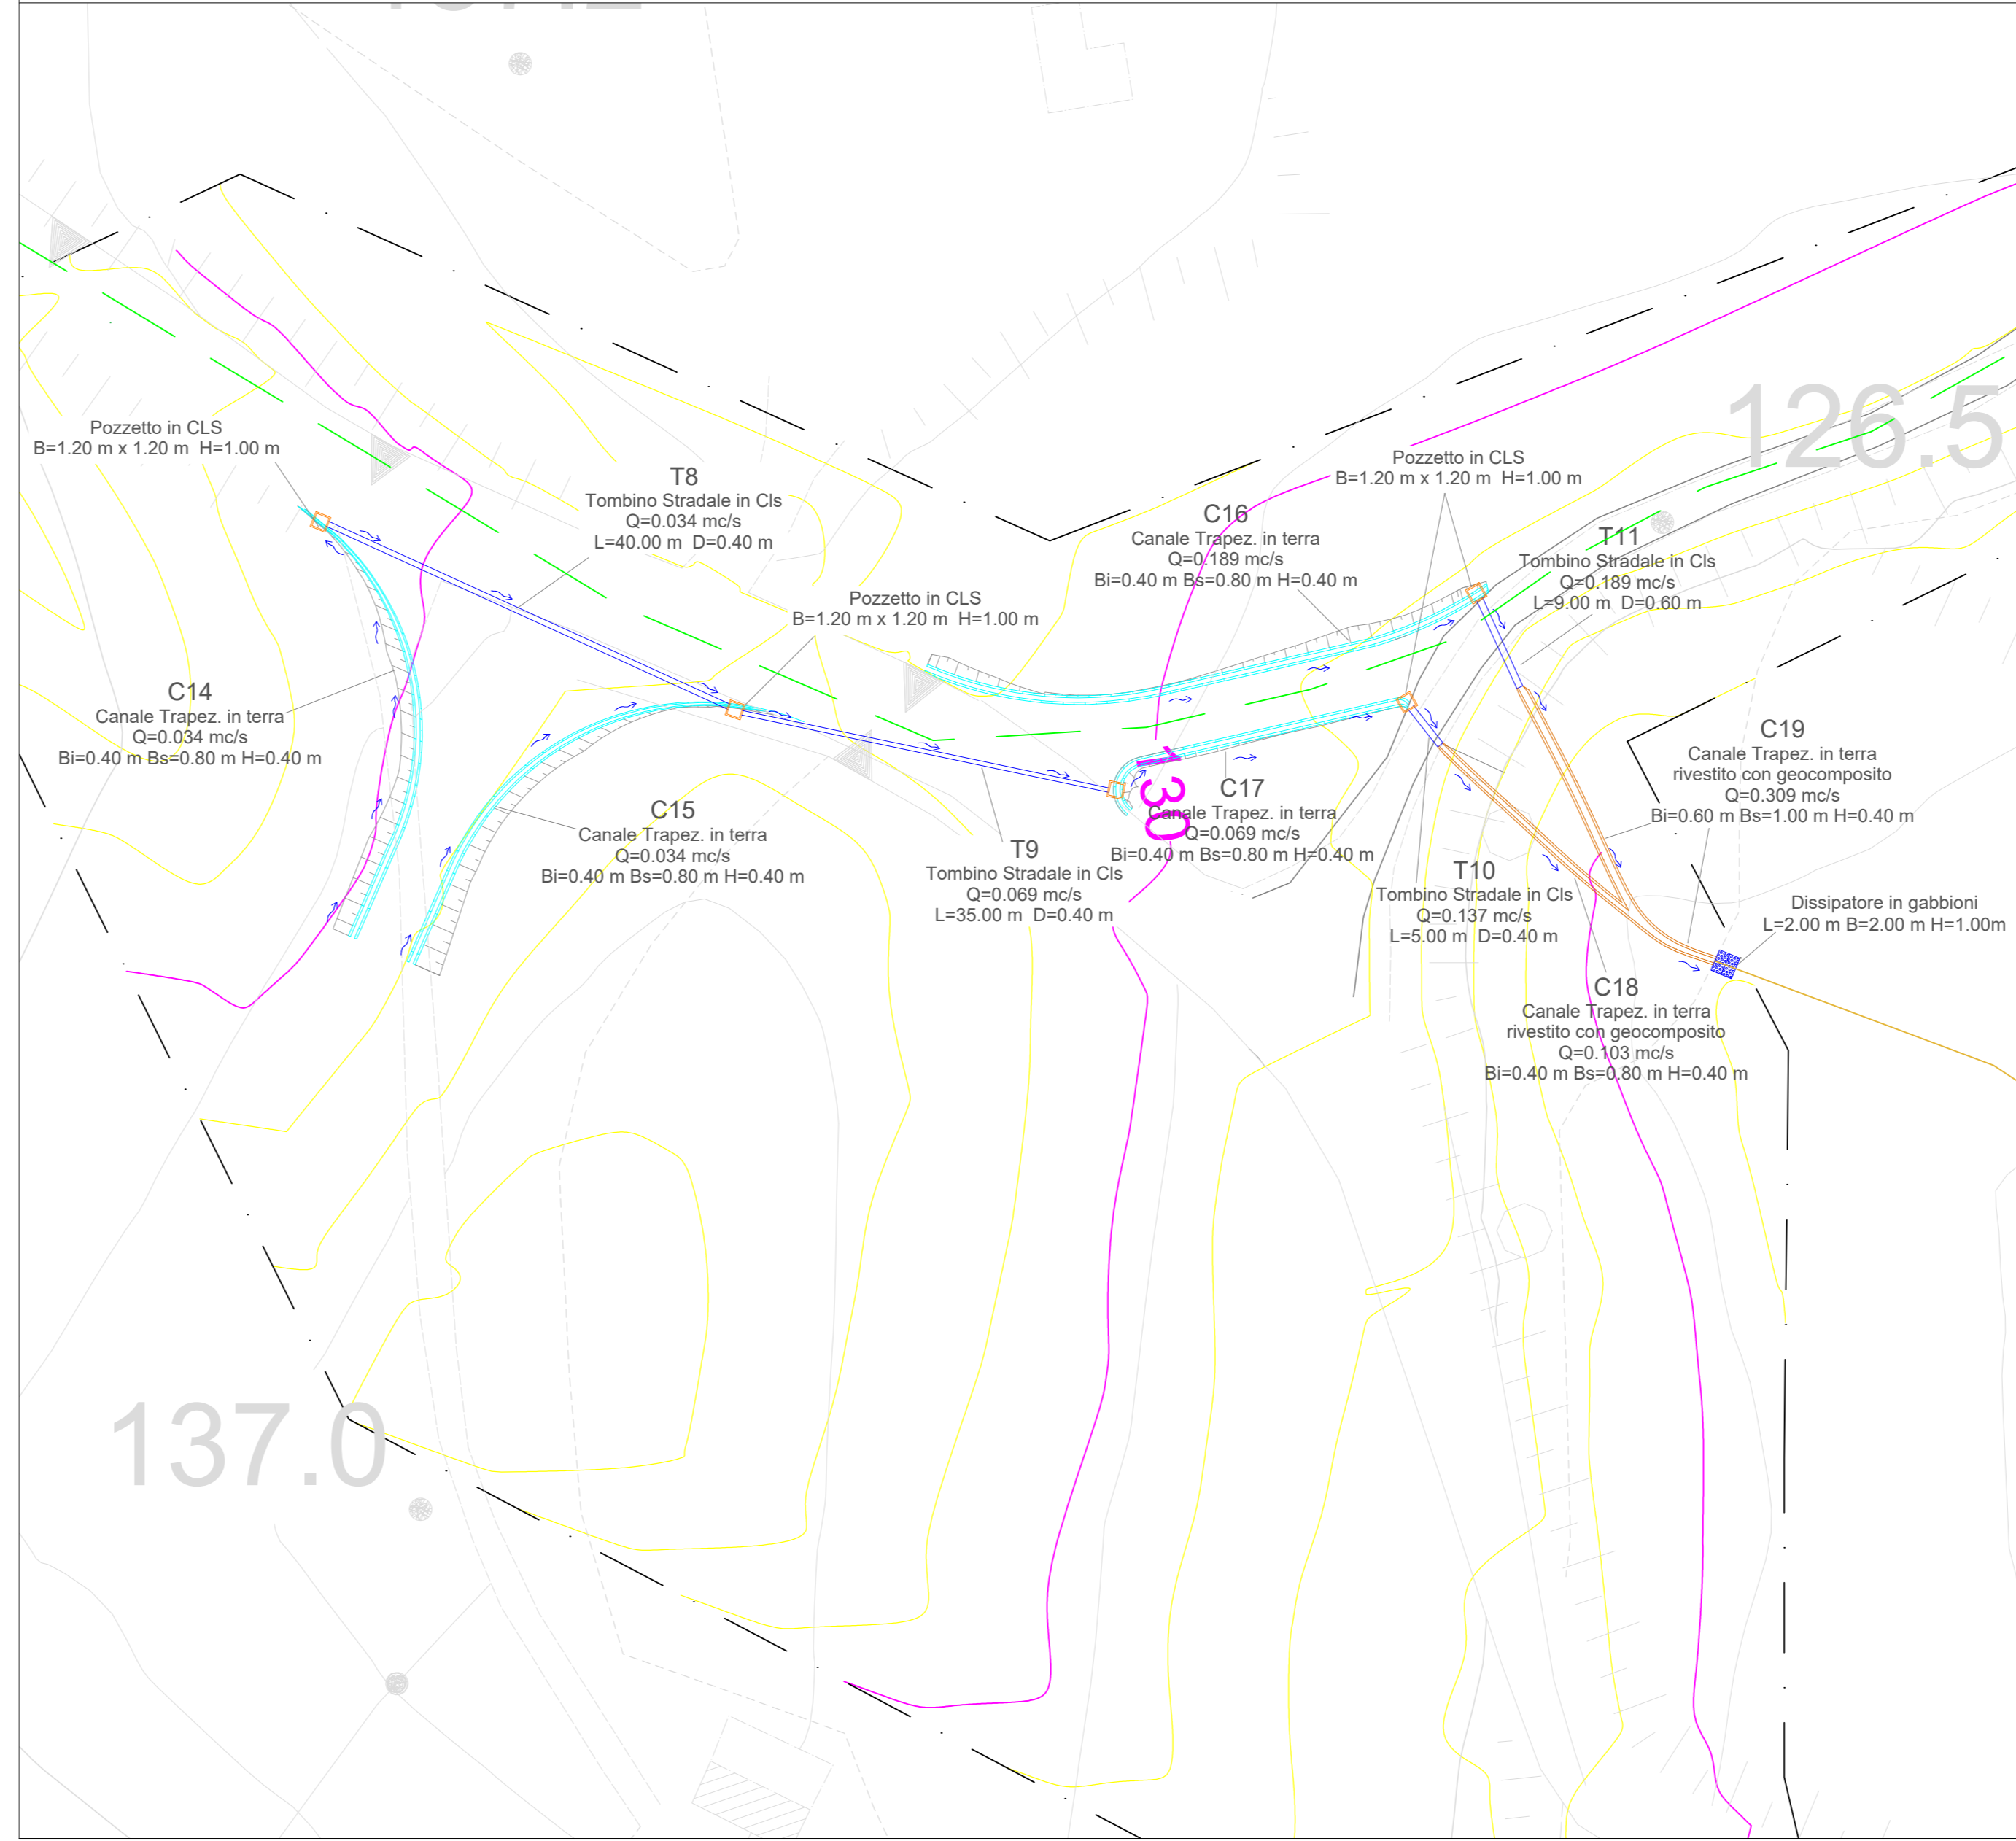 126.5
Pozzetto in CLS
B=1.20 m x 1.20 m H=1.00 m
T8
Tombino Stradale in Cls
Q=0.034 mc/s
L=40.00 m D=0.40 m
Pozzetto in CLS
B=1.20 m x 1.20 m H=1.00 m
C16
Canale Trapez. in terra
Q=0.189 mc/s
Bi=0.40 m Bs=0.80 m H=0.40 m
Pozzetto in CLS
B=1.20 m x 1.20 m H=1.00 m
T11
Tombino Stradale in Cls
Q=0.189 mc/s
L=9.00 m D=0.60 m
C14
Canale Trapez. in terra
Q=0.034 mc/s
Bi=0.40 m Bs=0.80 m H=0.40 m
C15
Canale Trapez. in terra
Q=0.034 mc/s
Bi=0.40 m Bs=0.80 m H=0.40 m
130
C17
Canale Trapez. in terra
Q=0.069 mc/s
Bi=0.40 m Bs=0.80 m H=0.40 m
C19
Canale Trapez. in terra
rivestito con geocomposito
Q=0.309 mc/s
Bi=0.60 m Bs=1.00 m H=0.40 m
T9
Tombino Stradale in Cls
Q=0.069 mc/s
L=35.00 m D=0.40 m
T10
Tombino Stradale in Cls
Q=0.137 mc/s
L=5.00 m D=0.40 m
Dissipatore in gabbioni
L=2.00 m B=2.00 m H=1.00m
C18
Canale Trapez. in terra
rivestito con geocomposito
Q=0.103 mc/s
Bi=0.40 m Bs=0.80 m H=0.40 m
137.0